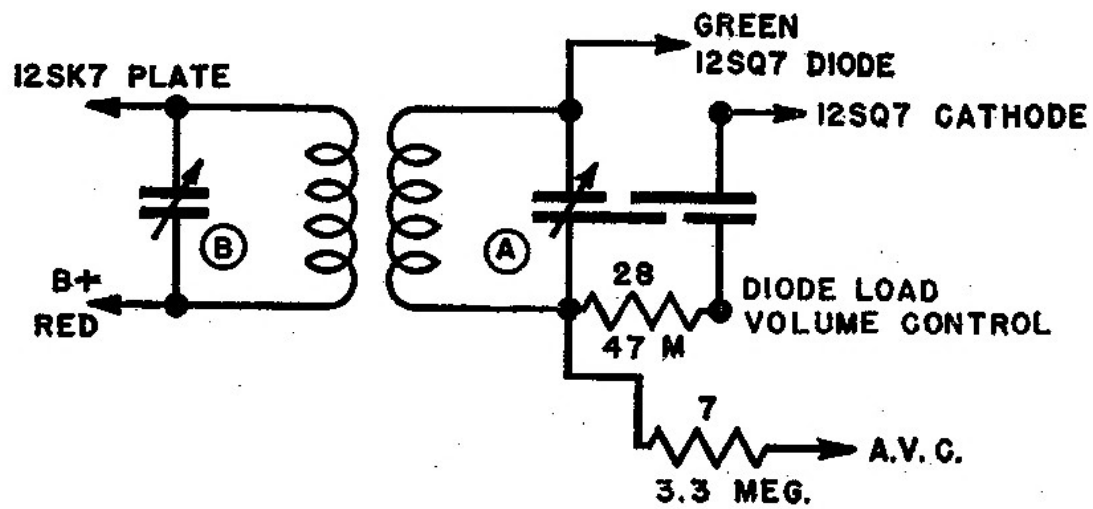 GREEN
12SQ7 DIODE
12SK7 PLATE
12SQ7 CATHODE
B
A
B+
RED
28
47 M
DIODE LOAD
VOLUME CONTROL
7
3.3 MEG.
A.V.C.